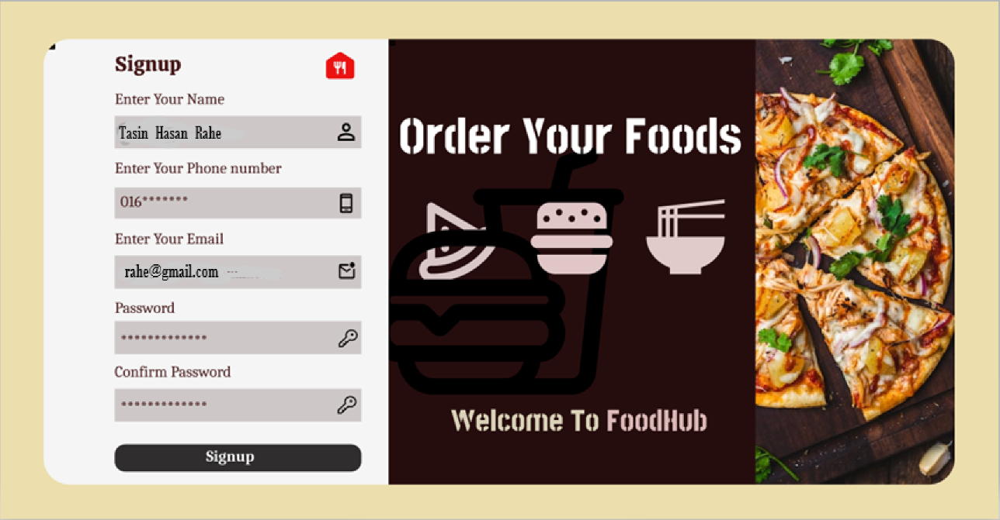 Signup
Enter Your Name
Tasin Hasan Rahe
Enter Your Phone number
016*******
Enter Your Email
rahe@gmail.com
Password
*************
Confirm Password
*************
Signup
Order Your Foods
Welcome To FoodHub